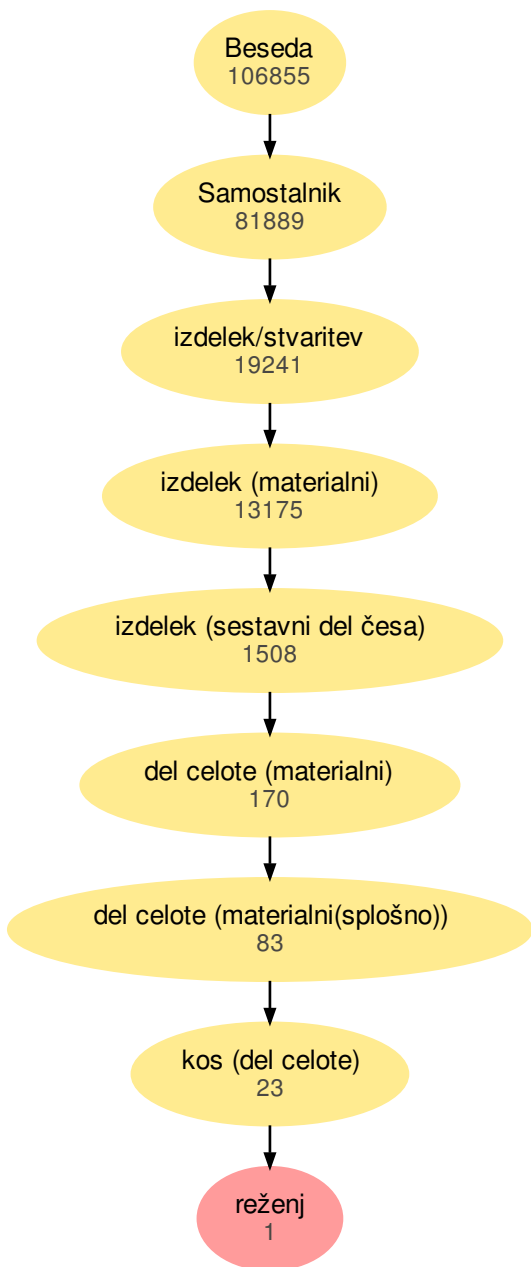 Beseda
106855
Samostalnik
81889
izdelek/stvaritev
19241
izdelek (materialni)
13175
izdelek (sestavni del česa)
1508
del celote (materialni)
170
del celote (materialni(splošno))
83
kos (del celote)
23
reženj
1